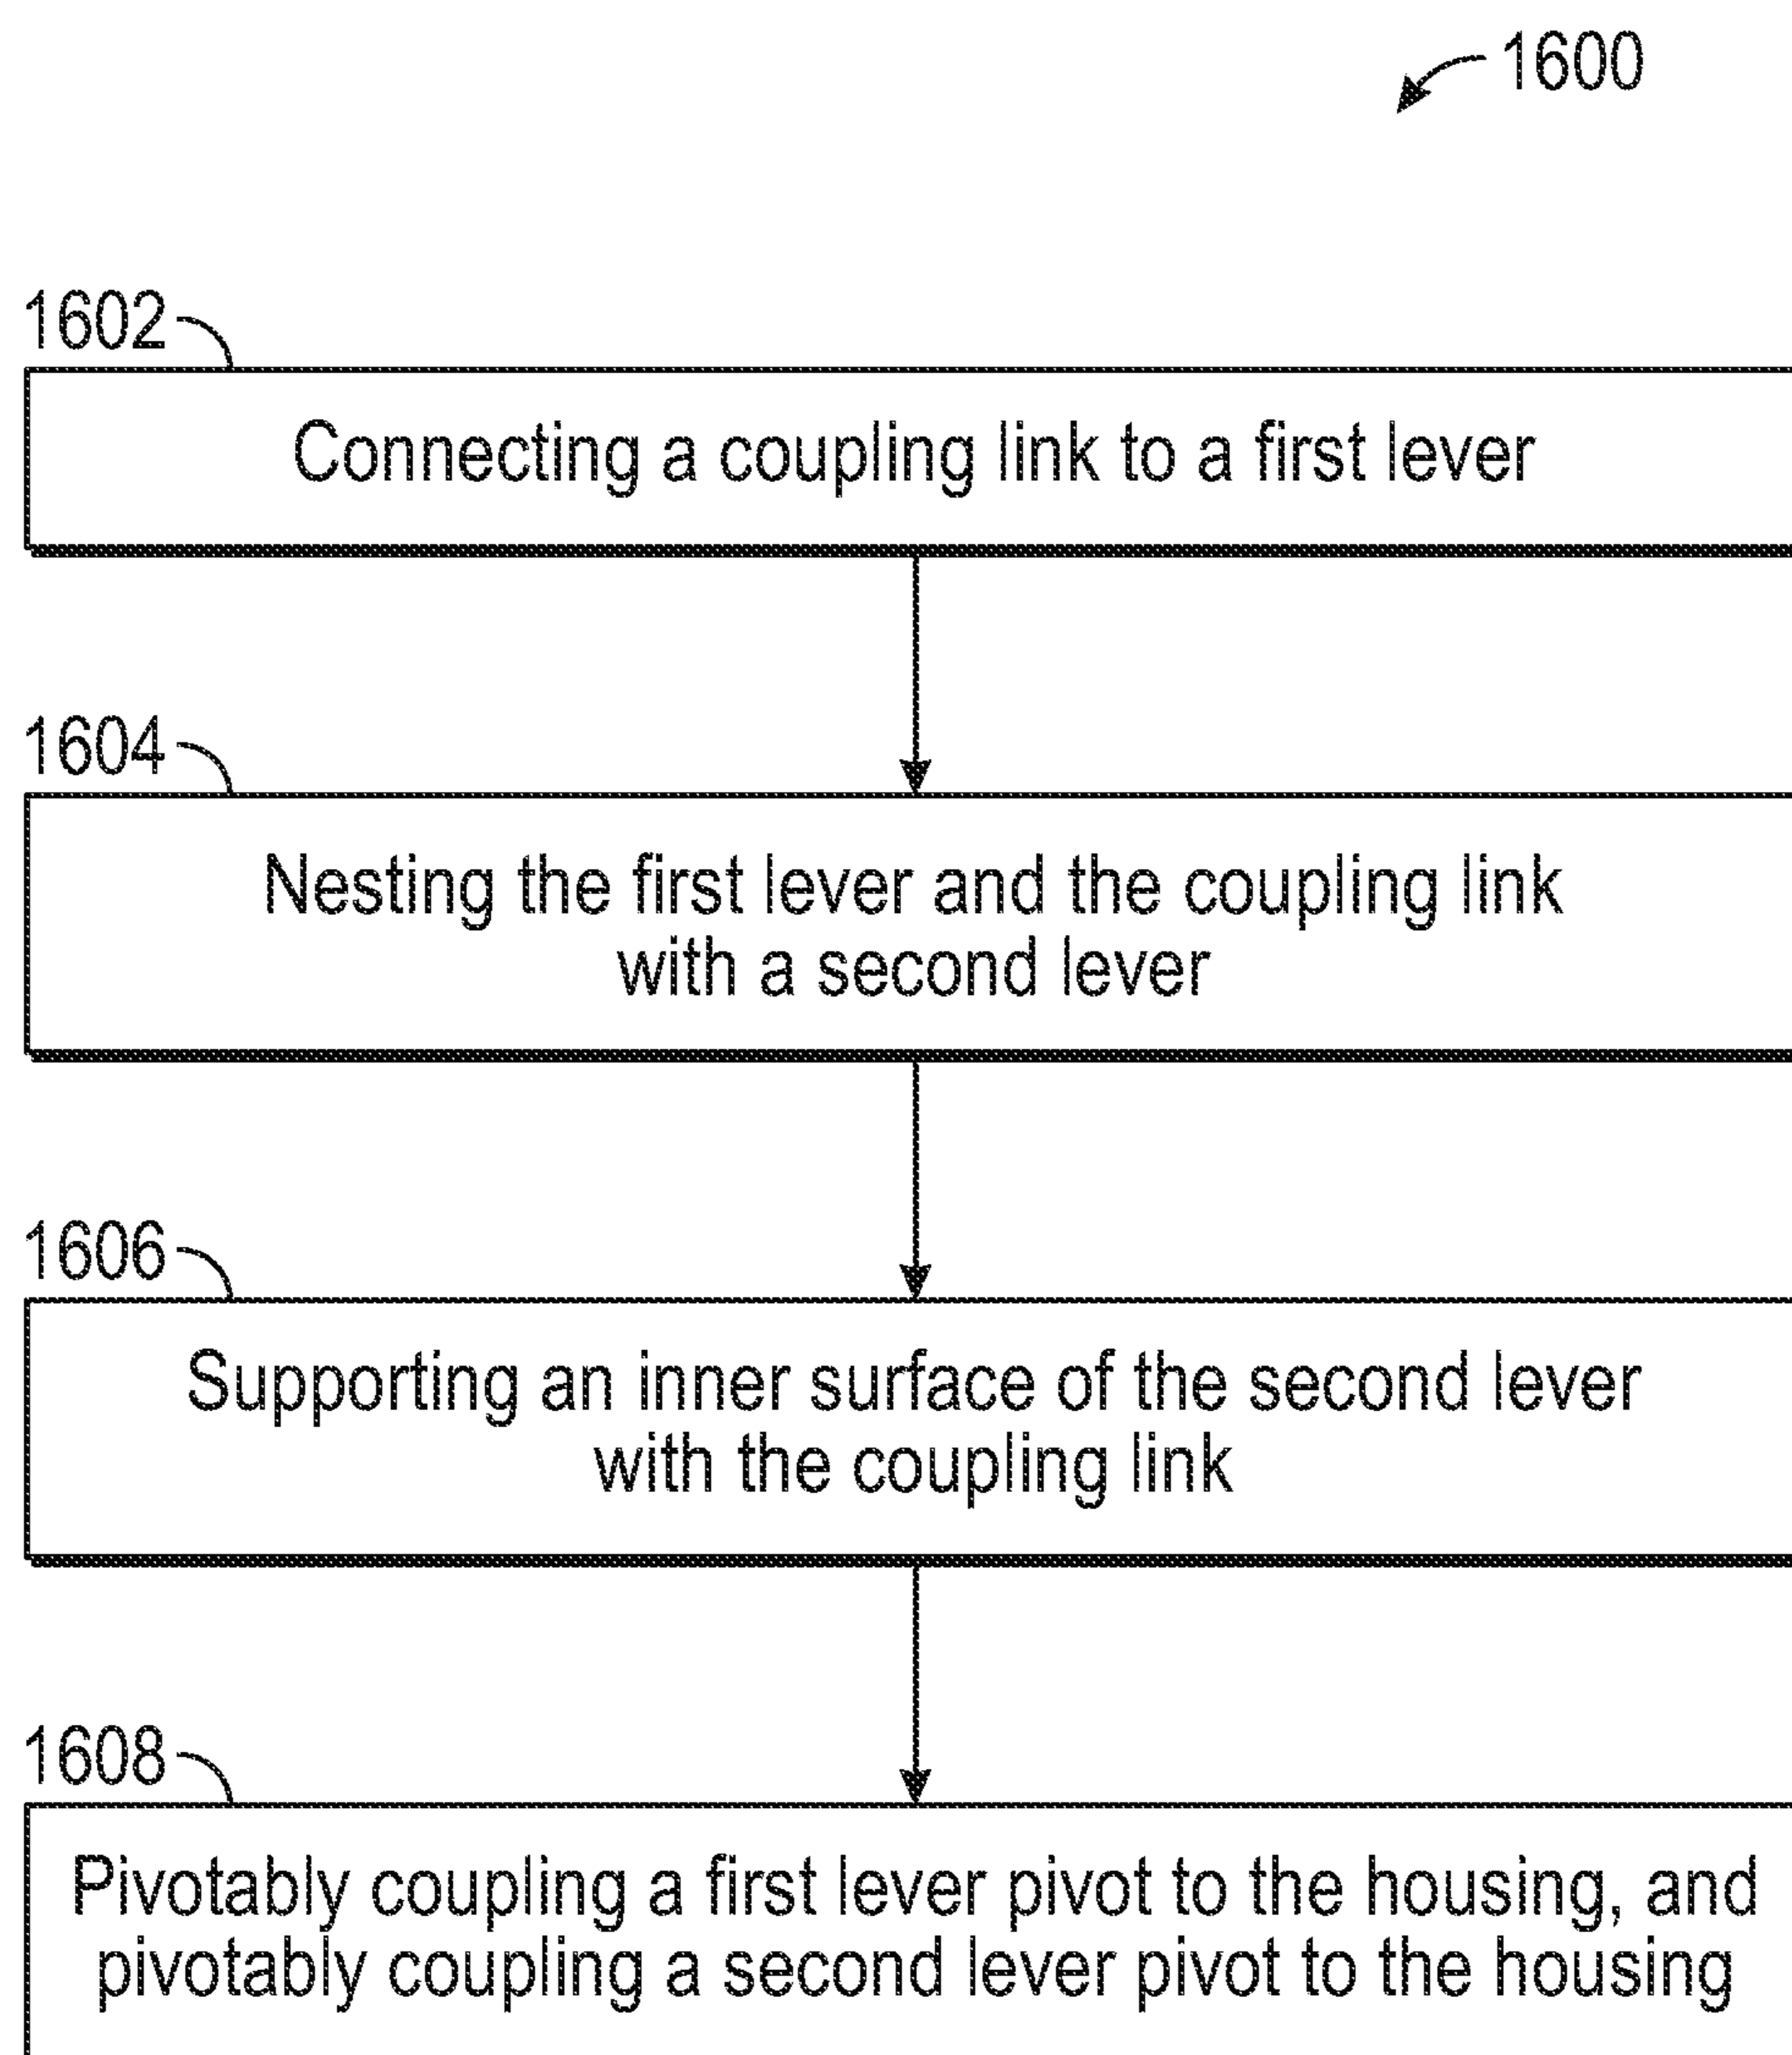 1600
1602
Connecting a coupling link to a first lever
1604
Nesting the first lever and the coupling link
with a second lever
1606
Supporting an inner surface of the second lever
with the coupling link
1608
Pivotably coupling a first lever pivot to the housing, and
pivotably coupling a second lever pivot to the housing